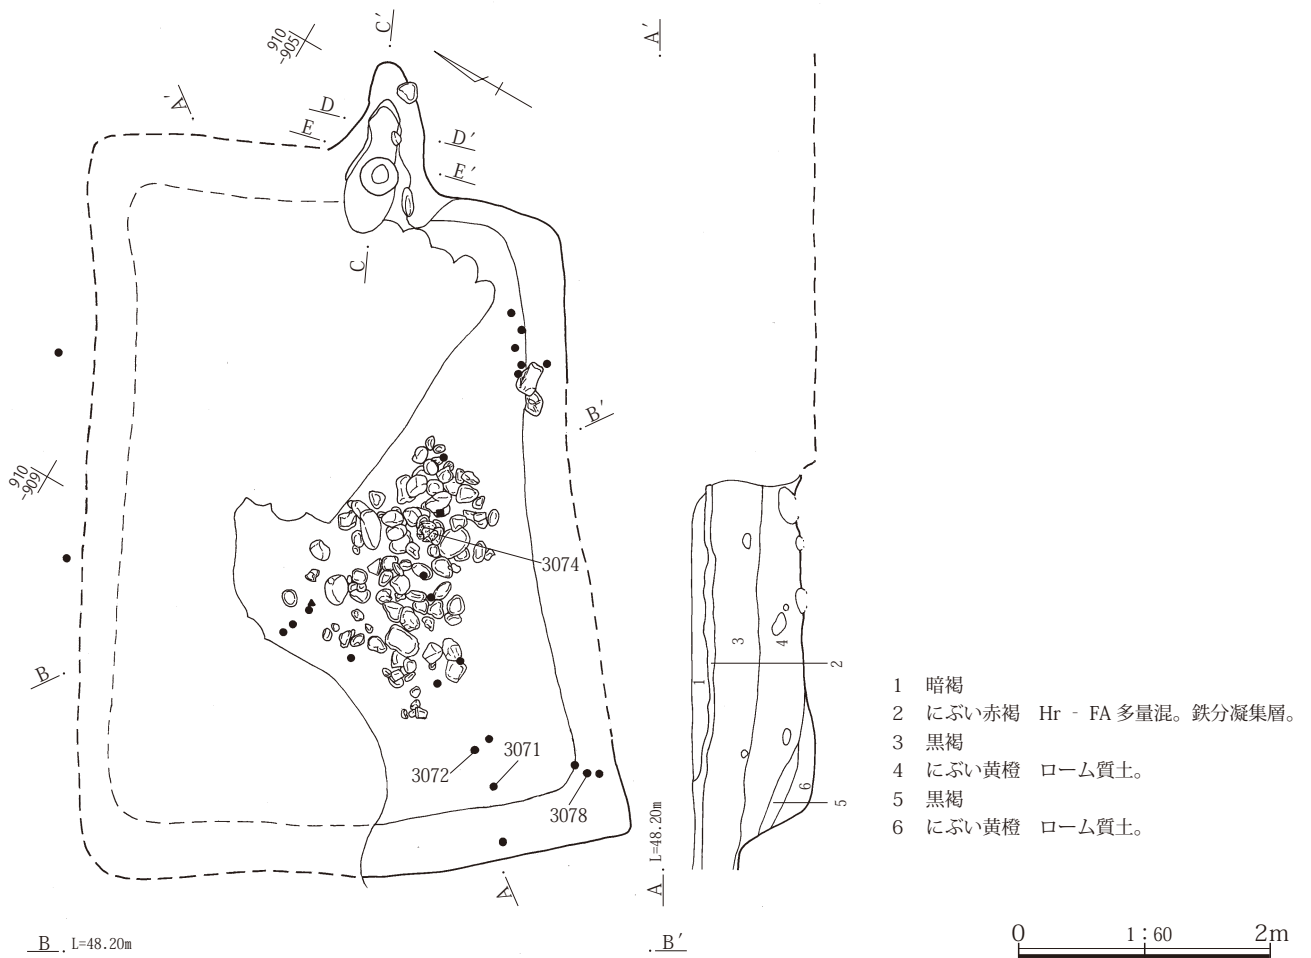 910
-905
C′
A′
A′
D
E
D′
E′
C
B′
910
-909
3074
B
3
4
2
1
1 暗褐
2 にぶい赤褐 Hr - FA 多量混。鉄分凝集層。
3 黒褐
4 にぶい黄橙 ローム質土。
5 黒褐
6 にぶい黄橙 ローム質土。
3071
3072
3078
6
5
A
A L=48.20m
B L=48.20m
B′
0 1:60 2m